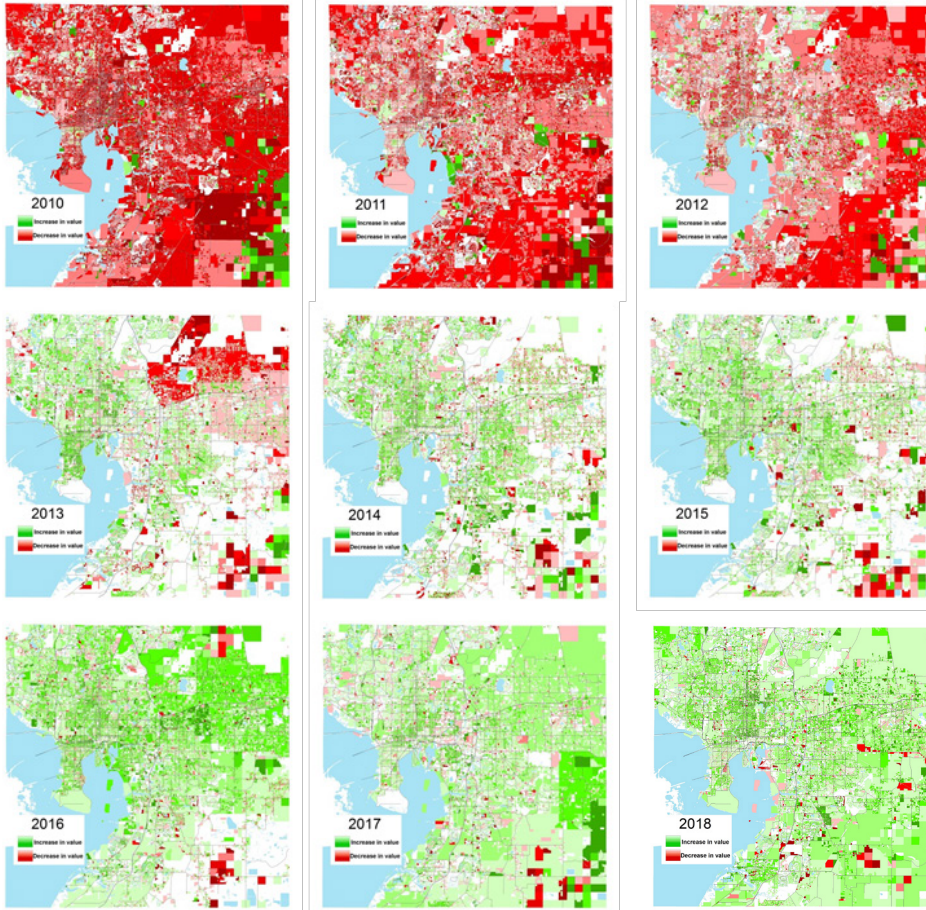 2010
Increase in value
Decrease in value
2011
Increase in value
Decrease in value
2012
Increase in value
Decrease in value
2013
Increase in value
Decrease in value
2014
Increase in value
Decrease in value
2015
Increase in value
Decrease in value
2016
Increase in value
Decrease in value
2017
Increase in value
Decrease in value
2018
Increase in value
Decrease in value